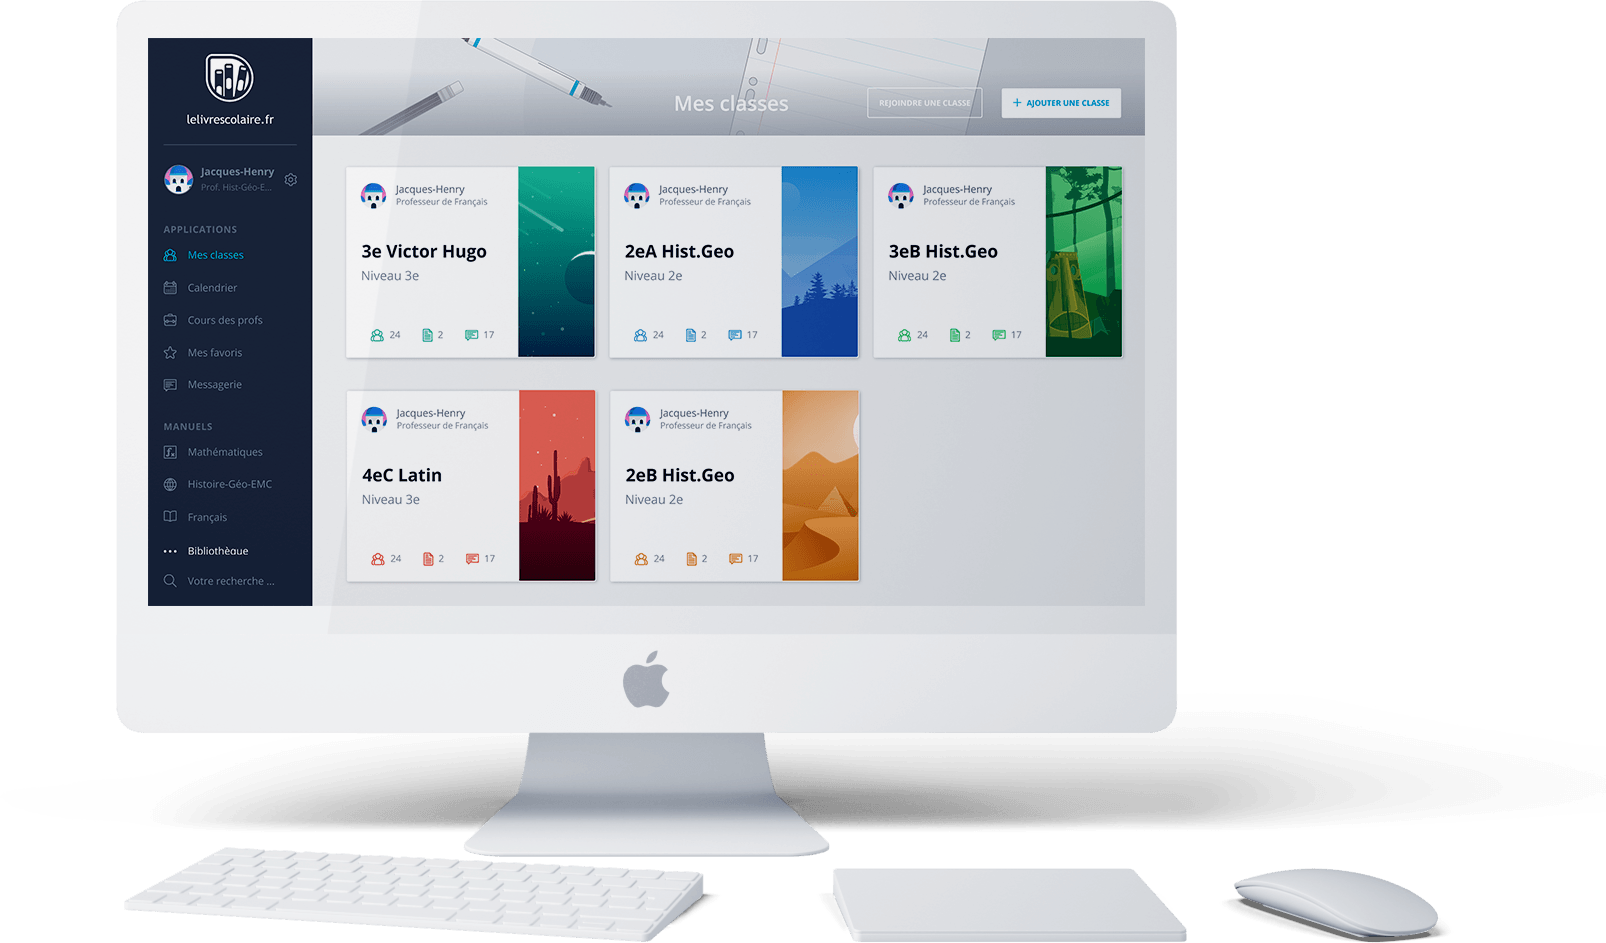 lelivrescolaire.fr
Jacques-Henry
Prof. Hist-Géo-E...
APPLICATIONS
Mes classes
Calendrier
Cours des profs
Mes favoris
Messagerie
MANUELS
Mathématiques
Histoire-Géo-EMC
Français
Bibliothèque
Votre recherche ...
Mes classes
REJOINDRE UNE CLASSE
+ AJOUTER UNE CLASSE
Jacques-Henry
Professeur de Français
3e Victor Hugo
Niveau 3e
24 2 17
Jacques-Henry
Professeur de Français
2eA Hist.Geo
Niveau 2e
24 2 17
Jacques-Henry
Professeur de Français
3eB Hist.Geo
Niveau 2e
24 2 17
Jacques-Henry
Professeur de Français
4eC Latin
Niveau 3e
24 2 17
Jacques-Henry
Professeur de Français
2eB Hist.Geo
Niveau 2e
24 2 17